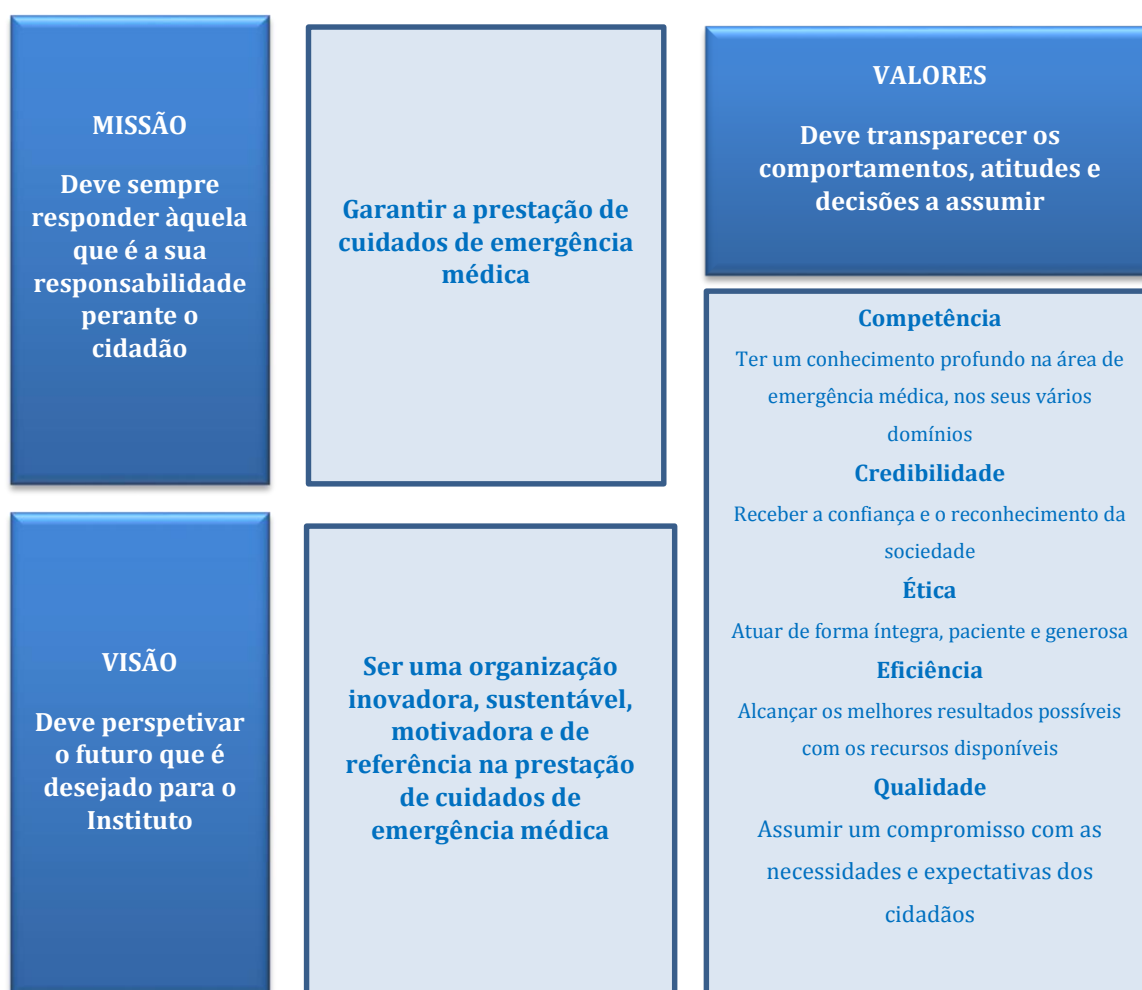 MISSÃO
Deve sempre
responder àquela
que é a sua
responsabilidade
perante o
cidadão
Garantir a prestação de
cuidados de emergência
médica
VISÃO
Deve perspetivar
o futuro que é
desejado para o
Instituto
Ser uma organização
inovadora, sustentável,
motivadora e de
referência na prestação
de cuidados de
emergência médica
VALORES
Deve transparecer os
comportamentos, atitudes e
decisões a assumir
Competência
Ter um conhecimento profundo na área de
emergência médica, nos seus vários
domínios
Credibilidade
Receber a confiança e o reconhecimento da
sociedade
Ética
Atuar de forma íntegra, paciente e generosa
Eficiência
Alcançar os melhores resultados possíveis
com os recursos disponíveis
Qualidade
Assumir um compromisso com as
necessidades e expectativas dos
cidadãos